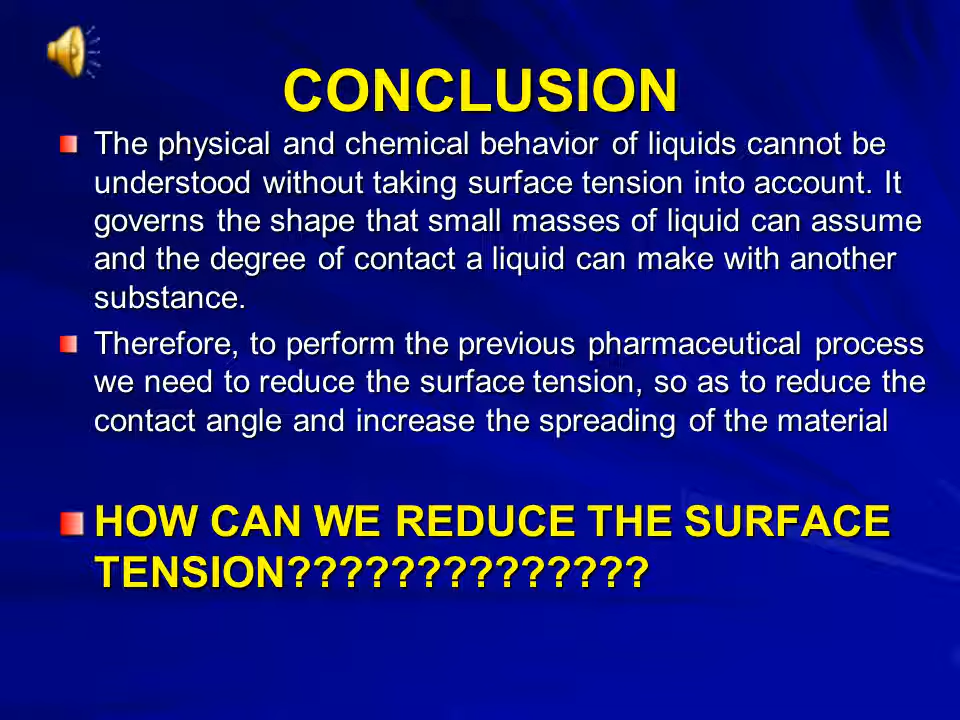 CONCLUSION
The physical and chemical behavior of liquids cannot be
understood without taking surface tension into account. It
governs the shape that small masses of liquid can assume
and the degree of contact a liquid can make with another
substance.
Therefore, to perform the previous pharmaceutical process
we need to reduce the surface tension, so as to reduce the
contact angle and increase the spreading of the material
HOW CAN WE REDUCE THE SURFACE
TENSION??????????????